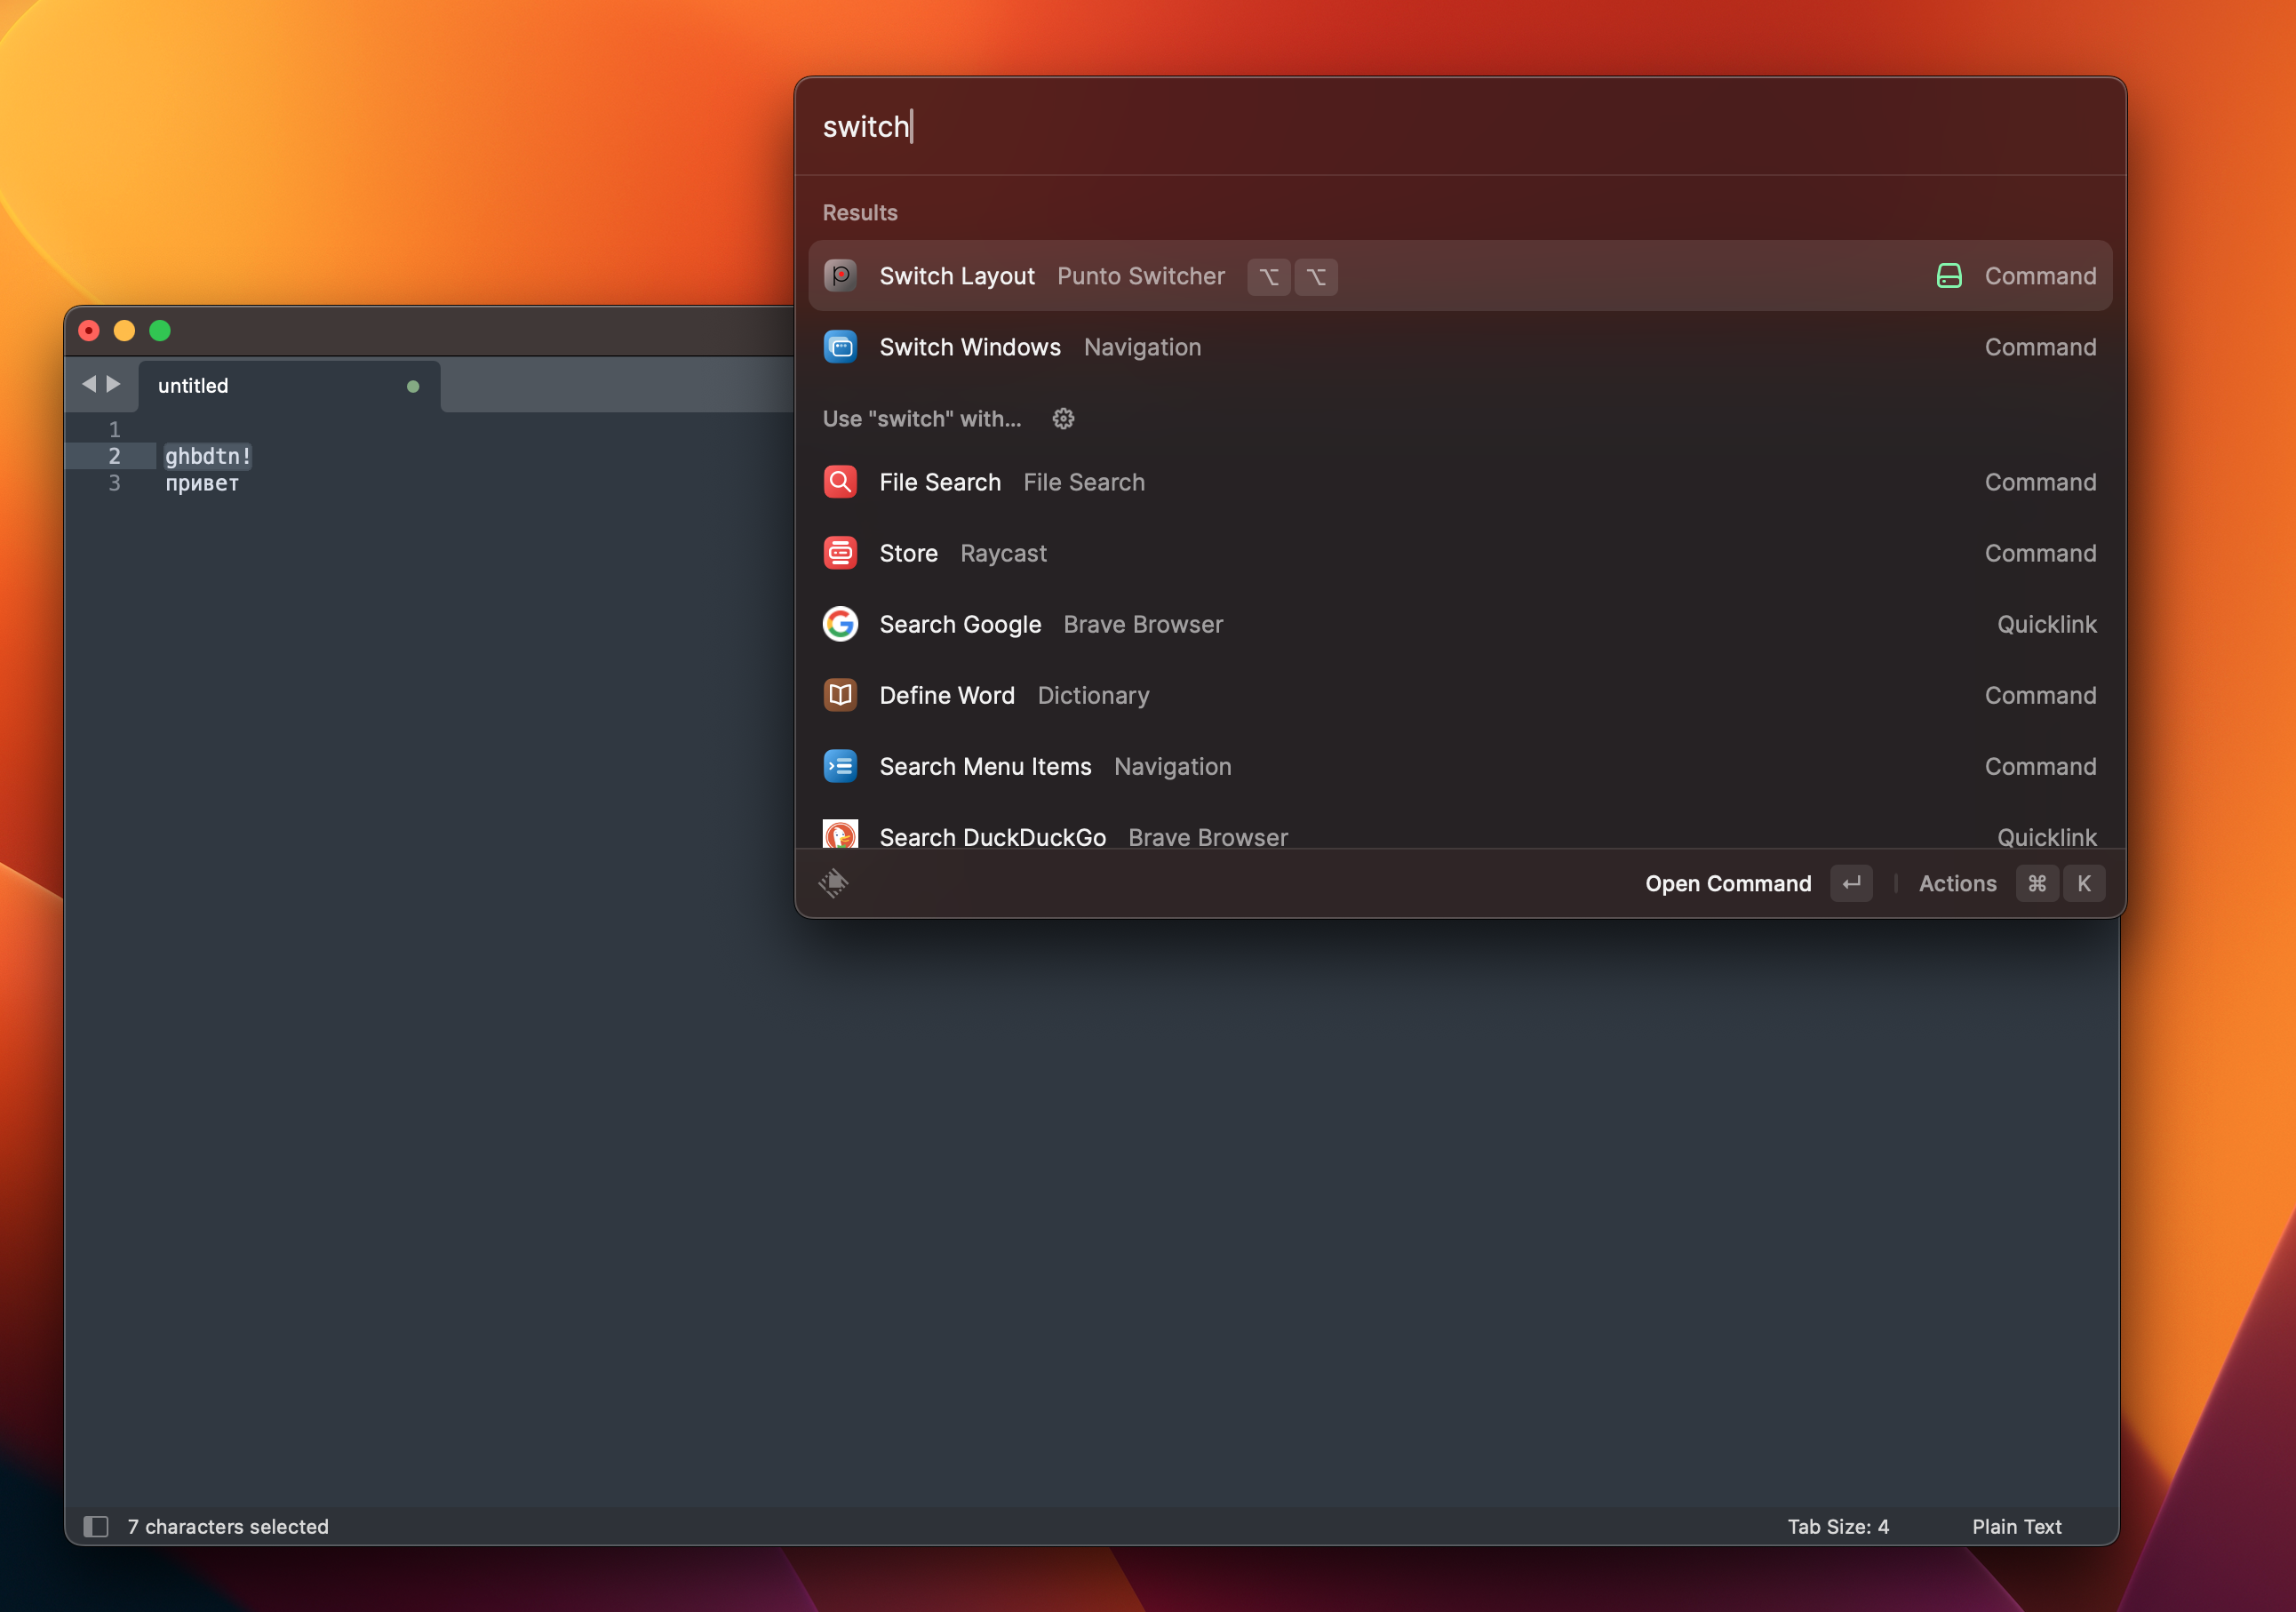 switch
Results
Switch Layout Punto Switcher ⌥ ⌥ Command
Switch Windows Navigation Command
Use "switch" with...
File Search File Search Command
Store Raycast Command
Search Google Brave Browser Quicklink
Define Word Dictionary Command
Search Menu Items Navigation Command
Search DuckDuckGo Brave Browser Quicklink
Open Command ↵ Actions ⌘ K
untitled
1
2 ghbdtn!
3 привет
7 characters selected Tab Size: 4 Plain Text